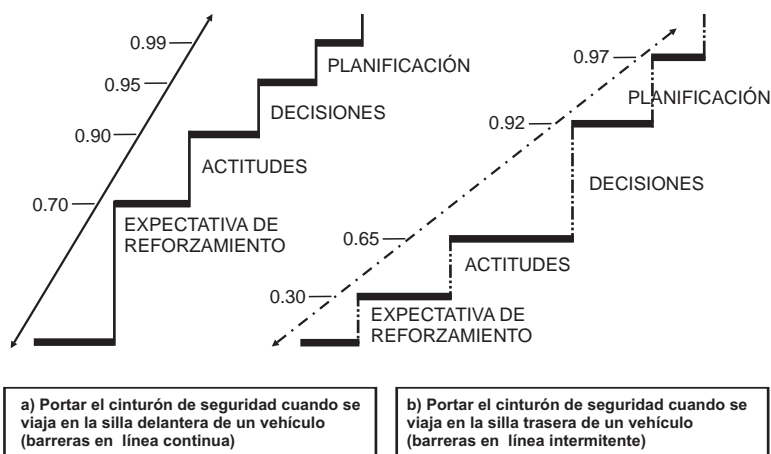 0.99
0.95
0.90
0.70
PLANIFICACIÓN
DECISIONES
ACTITUDES
EXPECTATIVA DE
REFORZAMIENTO
0.97
0.92
0.65
0.30
PLANIFICACIÓN
DECISIONES
ACTITUDES
EXPECTATIVA DE
REFORZAMIENTO
a) Portar el cinturón de seguridad cuando se
viaja en la silla delantera de un vehículo
(barreras en línea continua)
b) Portar el cinturón de seguridad cuando se
viaja en la silla trasera de un vehículo
(barreras en línea intermitente)